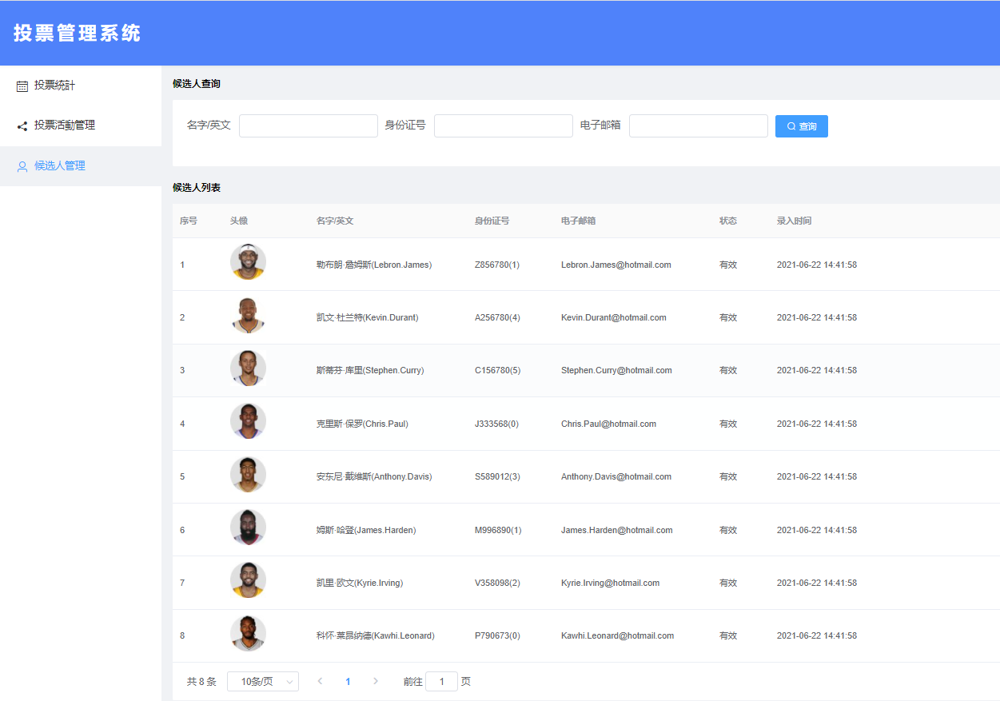 投票管理系统
投票統計
投票活動管理
候选人管理
候选人查询
名字/英文 身份证号 电子邮箱 查询
候选人列表
序号 头像 名字/英文 身份证号 电子邮箱 状态 录入时间
1 勒布朗·詹姆斯(Lebron.James) Z856780(1) Lebron.James@hotmail.com 有效 2021-06-22 14:41:58
2 凯文·杜兰特(Kevin.Durant) A256780(4) Kevin.Durant@hotmail.com 有效 2021-06-22 14:41:58
3 斯蒂芬·库里(Stephen.Curry) C156780(5) Stephen.Curry@hotmail.com 有效 2021-06-22 14:41:58
4 克里斯·保罗(Chris.Paul) J333568(0) Chris.Paul@hotmail.com 有效 2021-06-22 14:41:58
5 安东尼·戴维斯(Anthony.Davis) S589012(3) Anthony.Davis@hotmail.com 有效 2021-06-22 14:41:58
6 姆斯·哈登(James.Harden) M996890(1) James.Harden@hotmail.com 有效 2021-06-22 14:41:58
7 凯里·欧文(Kyrie.Irving) V358098(2) Kyrie.Irving@hotmail.com 有效 2021-06-22 14:41:58
8 科怀·莱昂纳德(Kawhi.Leonard) P790673(0) Kawhi.Leonard@hotmail.com 有效 2021-06-22 14:41:58
共 8 条 10条/页 1 前往 1 页